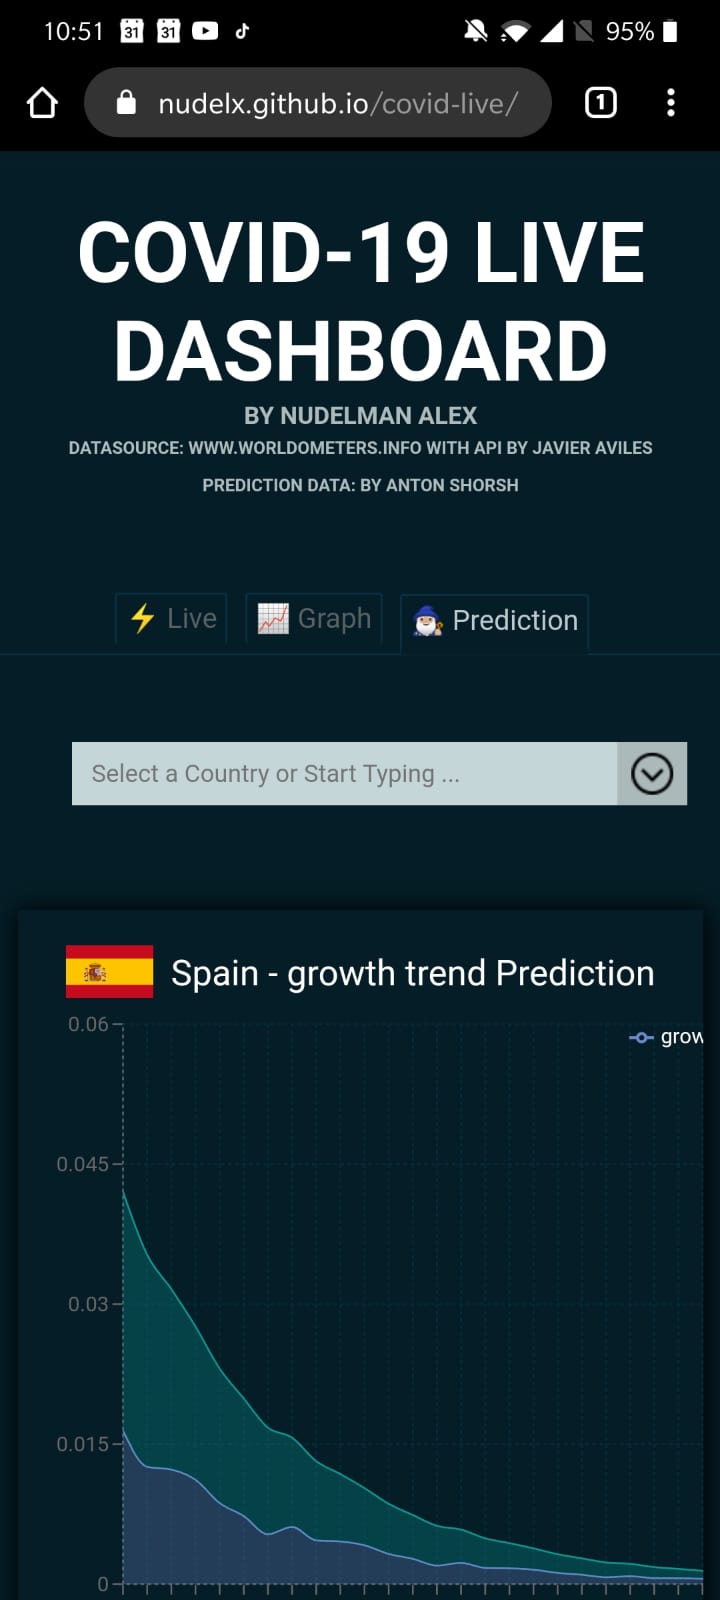 10:51 31 31 95%
nudelx.github.io/covid-live/ 1
COVID-19 LIVE
DASHBOARD
BY NUDELMAN ALEX
DATASOURCE: WWW.WORLDOMETERS.INFO WITH API BY JAVIER AVILES
PREDICTION DATA: BY ANTON SHORSH
Live Graph Prediction
Select a Country or Start Typing ...
Spain - growth trend Prediction
0.06
grow
0.045
0.03
0.015
0